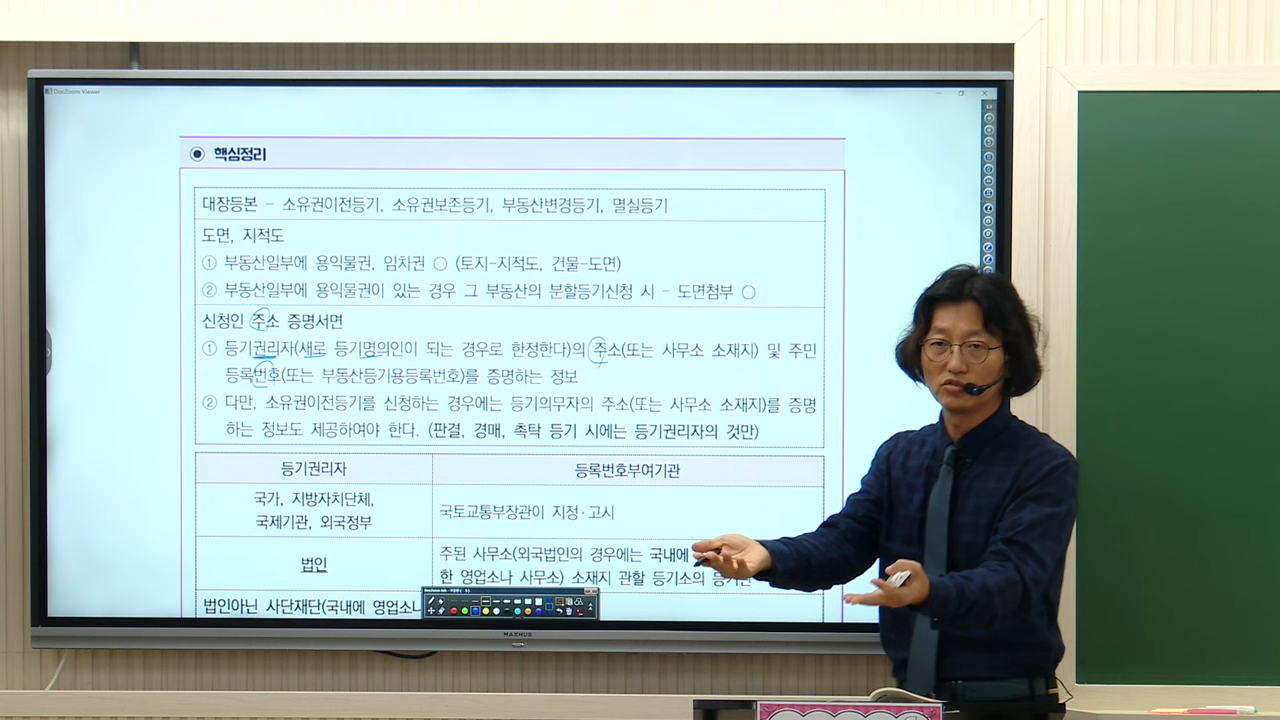 DocZoom Viewer
핵심정리
대장등본 - 소유권이전등기, 소유권보존등기, 부동산변경등기, 멸실등기
도면, 지적도
① 부동산일부에 용익물권, 임차권 ○ (토지-지적도, 건물-도면)
② 부동산일부에 용익물권이 있는 경우 그 부동산의 분할등기신청 시 - 도면첨부 ○
신청인 주소 증명서면
① 등기권리자(새로 등기명의인이 되는 경우로 한정한다)의 주소(또는 사무소 소재지) 및 주민
등록번호(또는 부동산등기용등록번호)를 증명하는 정보
② 다만, 소유권이전등기를 신청하는 경우에는 등기의무자의 주소(또는 사무소 소재지)를 증명
하는 정보도 제공하여야 한다. (판결, 경매, 촉탁 등기 시에는 등기권리자의 것만)
등기권리자 등록번호부여기관
국가, 지방자치단체,
국제기관, 외국정부
국토교통부장관이 지정·고시
법인
주된 사무소(외국법인의 경우에는 국내에
한 영업소나 사무소) 소재지 관할 등기소의 등기관
법인아닌 사단재단(국내에 영업소나
MAXHUB